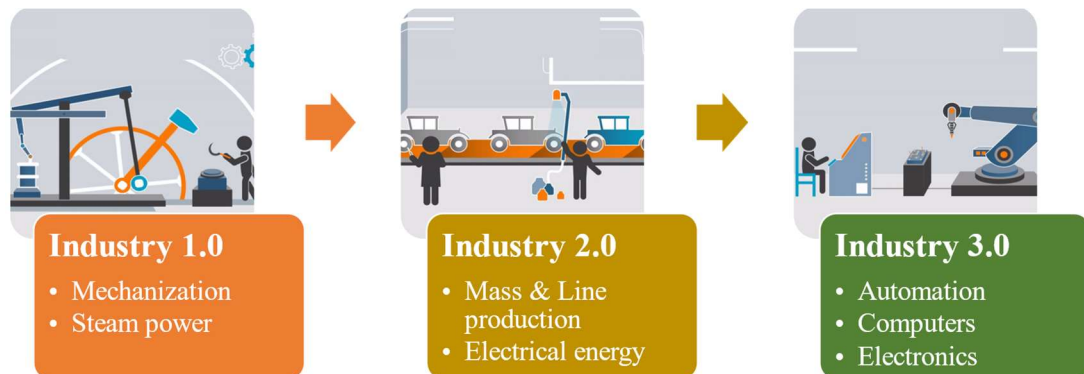 Industry 1.0
• Mechanization
• Steam power
Industry 2.0
• Mass & Line
production
• Electrical energy
Industry 3.0
• Automation
• Computers
• Electronics